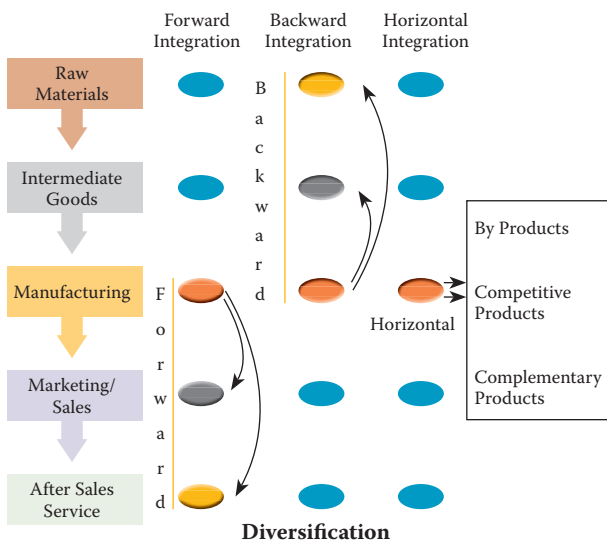 Forward
Integration
Backward
Integration
Horizontal
Integration
Raw
Materials
Intermediate
Goods
Manufacturing
Marketing/
Sales
After Sales
Service
B
a
c
k
w
a
r
d
F
o
r
w
a
r
d
Horizontal
By Products
Competitive
Products
Complementary
Products
Diversification